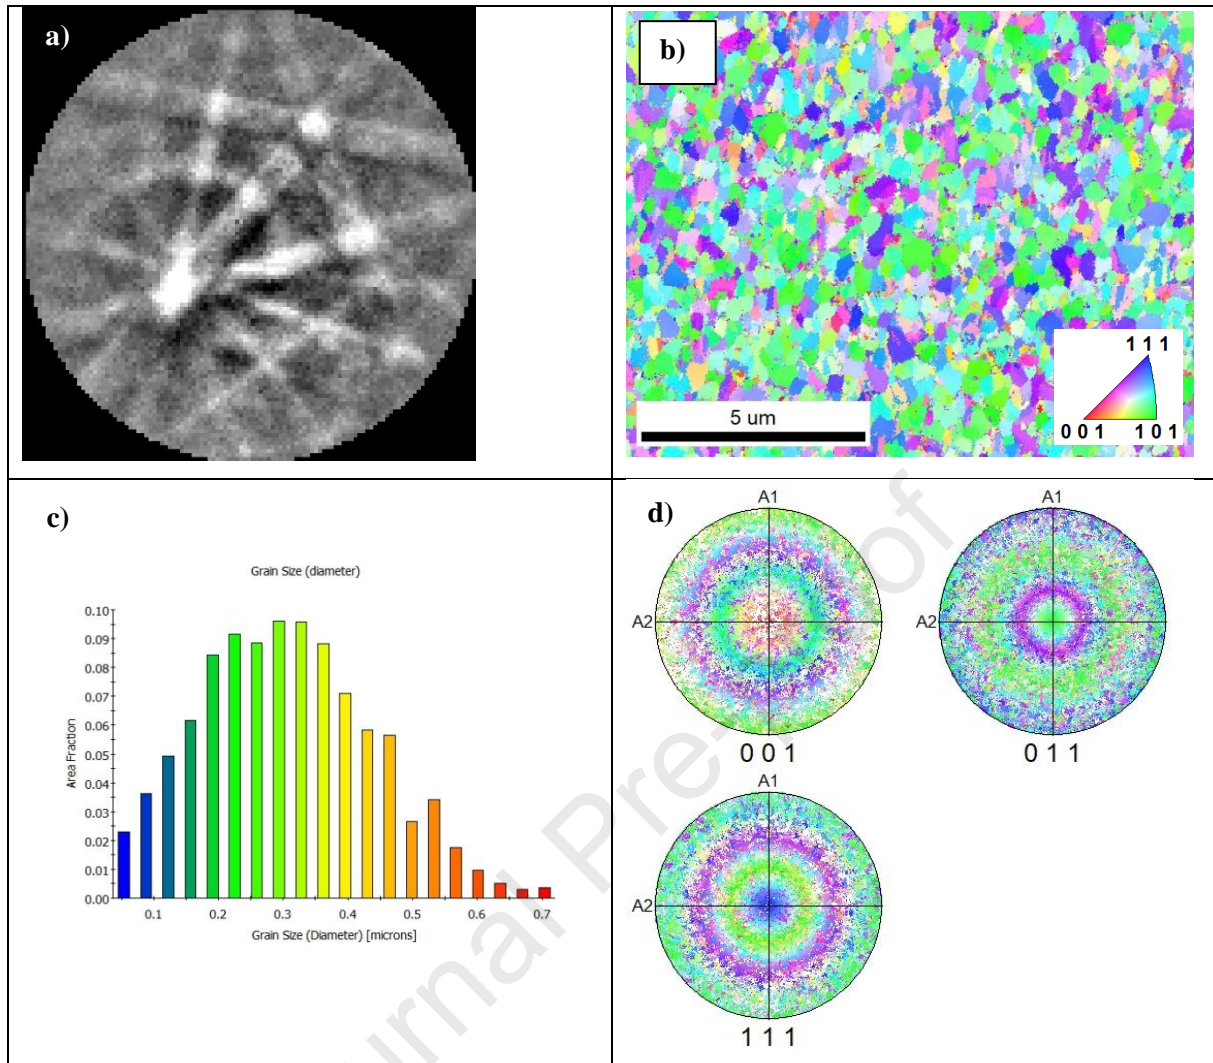 a)
b)
5 um
1 1 1
0 0 1
1 0 1
c)
Grain Size (diameter)
Area Fraction
0.10
0.09
0.08
0.07
0.06
0.05
0.04
0.03
0.02
0.01
0.00
0.1 0.2 0.3 0.4 0.5 0.6 0.7
Grain Size (Diameter) [microns]
d)
A1
A2
0 0 1
A1
A2
0 1 1
A1
A2
1 1 1
Journal Pre-proof